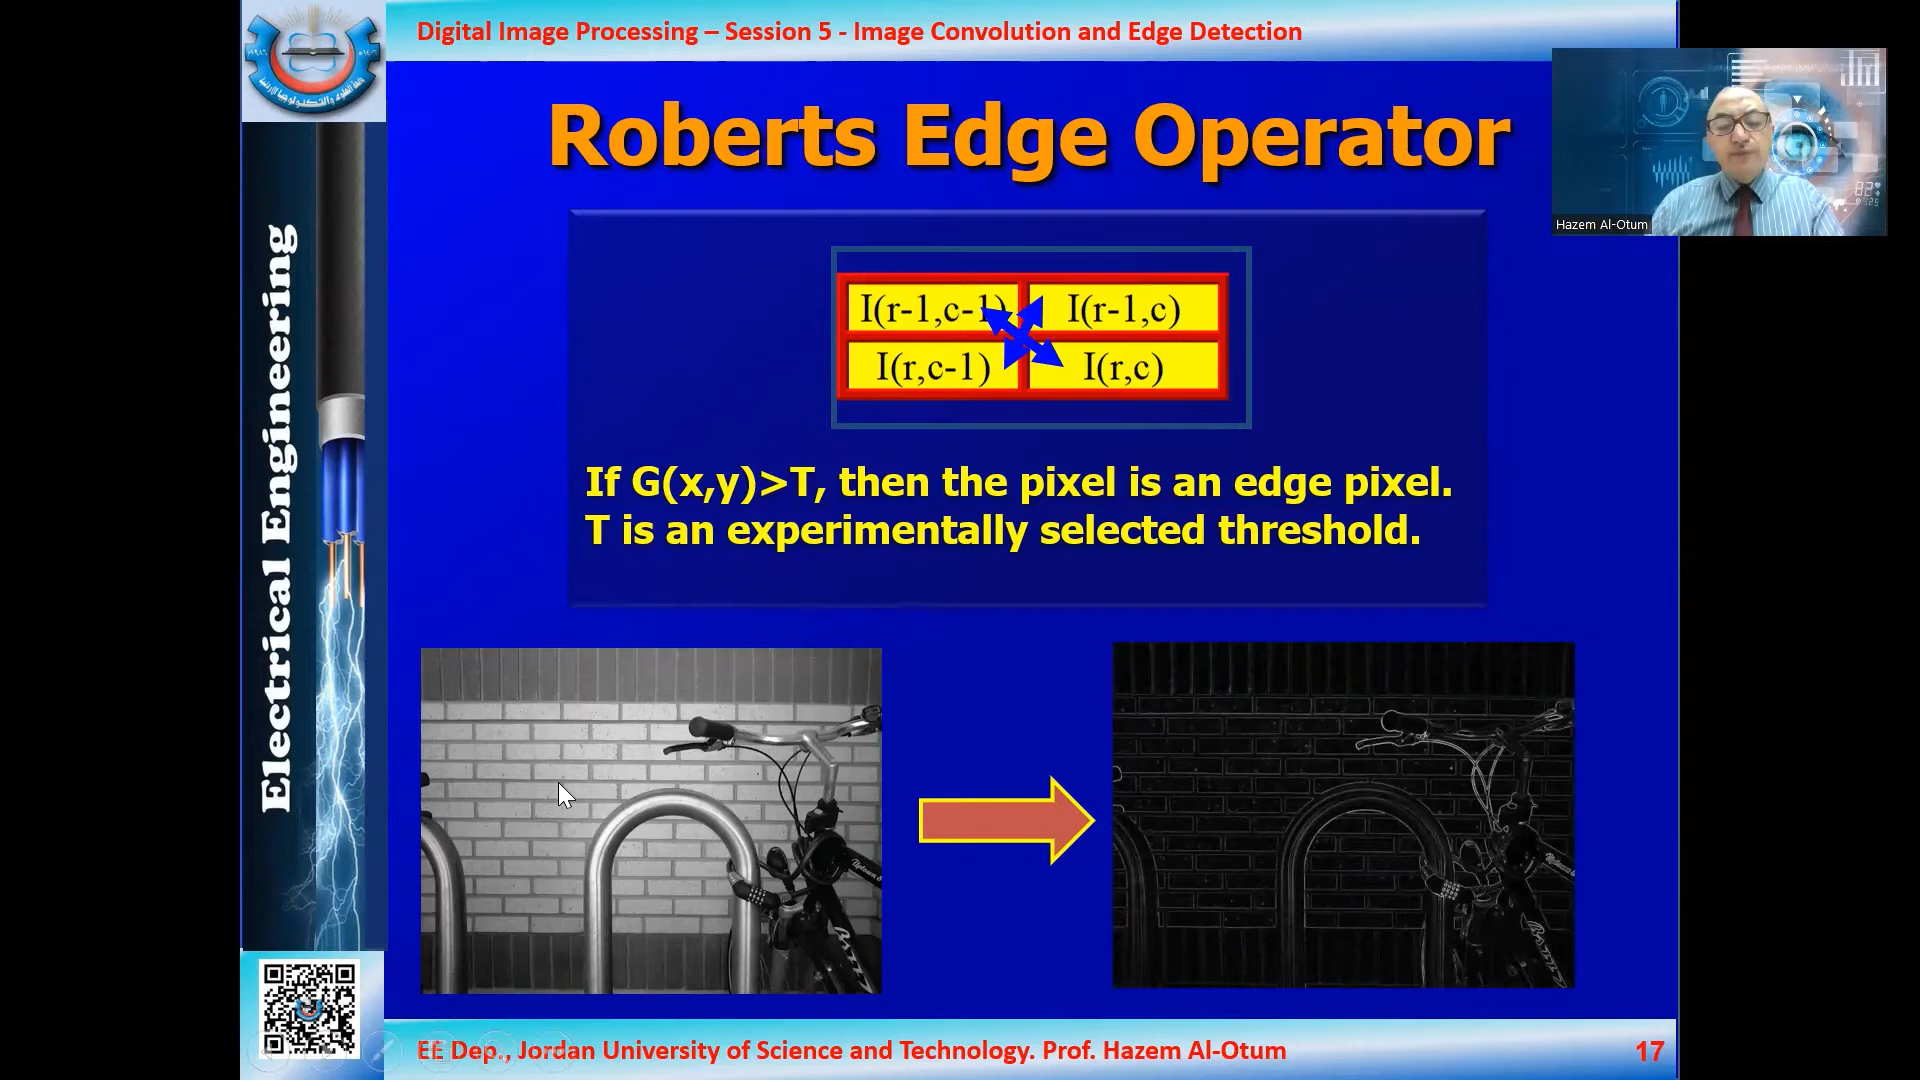 Digital Image Processing – Session 5 - Image Convolution and Edge Detection
Roberts Edge Operator
Hazem Al-Otum
Electrical Engineering
I(r-1,c-1) I(r-1,c)
I(r,c-1) I(r,c)
If G(x,y)>T, then the pixel is an edge pixel.
T is an experimentally selected threshold.
EE Dep., Jordan University of Science and Technology. Prof. Hazem Al-Otum
17